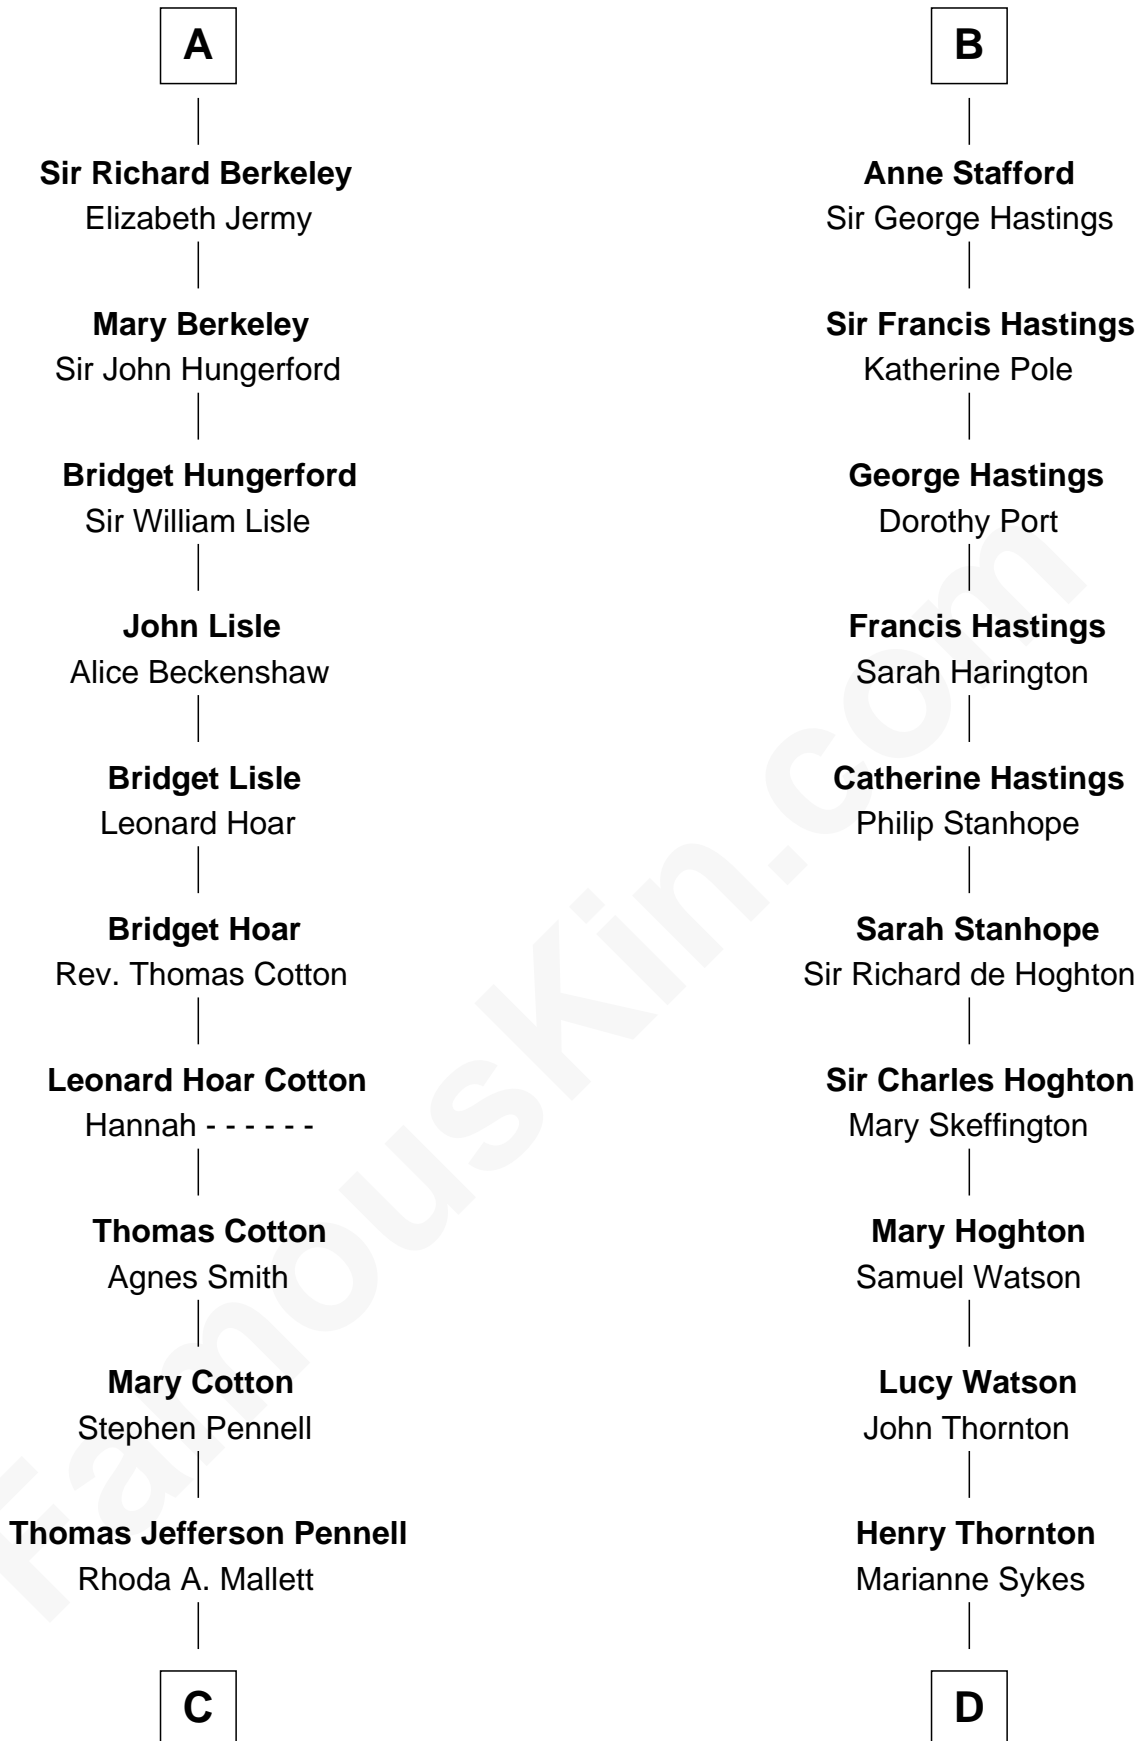 A
Sir Richard Berkeley
Elizabeth Jermy
Mary Berkeley
Sir John Hungerford
Bridget Hungerford
Sir William Lisle
John Lisle
Alice Beckenshaw
Bridget Lisle
Leonard Hoar
Bridget Hoar
Rev. Thomas Cotton
Leonard Hoar Cotton
Hannah - - - - - -
Thomas Cotton
Agnes Smith
Mary Cotton
Stephen Pennell
Thomas Jefferson Pennell
Rhoda A. Mallett
C
B
Anne Stafford
Sir George Hastings
Sir Francis Hastings
Katherine Pole
George Hastings
Dorothy Port
Francis Hastings
Sarah Harington
Catherine Hastings
Philip Stanhope
Sarah Stanhope
Sir Richard de Hoghton
Sir Charles Hoghton
Mary Skeffington
Mary Hoghton
Samuel Watson
Lucy Watson
John Thornton
Henry Thornton
Marianne Sykes
D
FamousKin.com